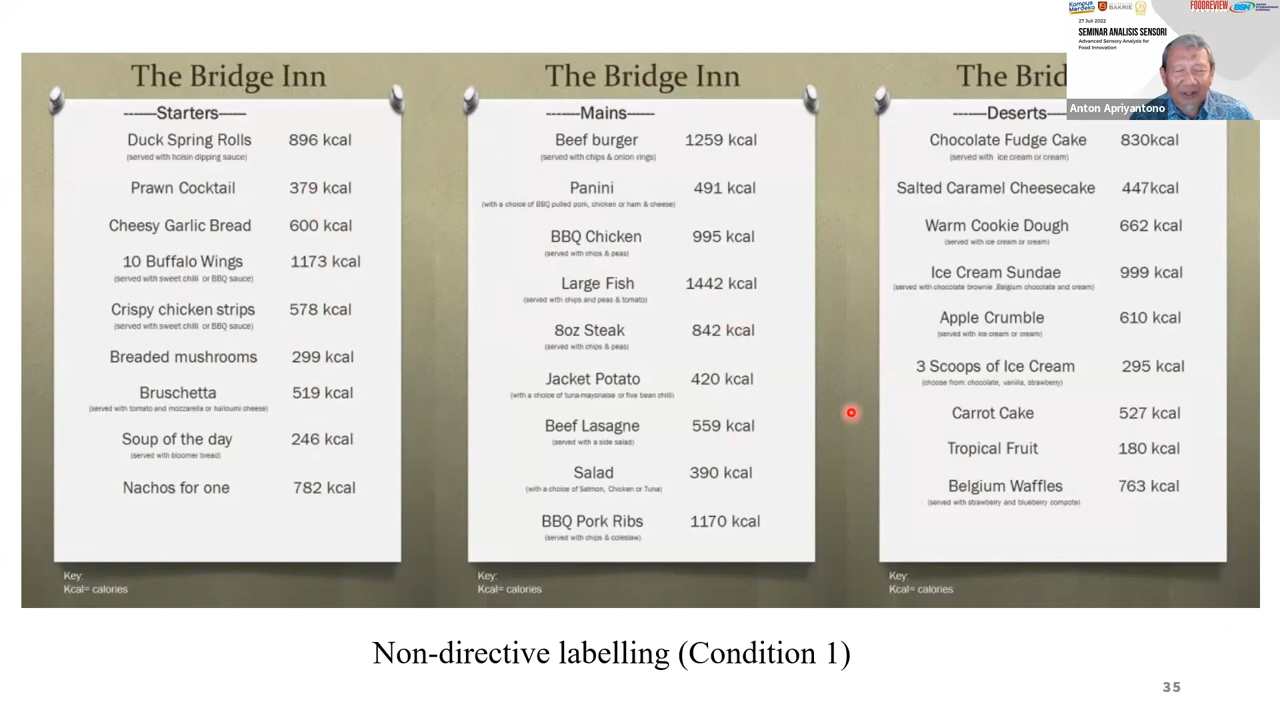 Kampus
Merdeka
BAKRIE
FOODREVIEW
BSN
27 Juli 2022
SEMINAR ANALISIS SENSORI
Advanced Sensory Analysis for
Food Innovation
Anton Apriyantono
The Bridge Inn
------Starters------
Duck Spring Rolls 896 kcal
(served with hoisin dipping sauce)
Prawn Cocktail 379 kcal
Cheesy Garlic Bread 600 kcal
10 Buffalo Wings 1173 kcal
(served with sweet chilli or BBQ sauce)
Crispy chicken strips 578 kcal
(served with sweet chilli or BBQ sauce)
Breaded mushrooms 299 kcal
Bruschetta 519 kcal
(served with tomato and mozzarella or halloumi cheese)
Soup of the day 246 kcal
(served with bloomer bread)
Nachos for one 782 kcal
Key:
Kcal= calories
The Bridge Inn
------Mains------
Beef burger 1259 kcal
(served with chips & onion rings)
Panini 491 kcal
(with a choice of BBQ pulled pork, chicken or ham & cheese)
BBQ Chicken 995 kcal
(served with chips & peas)
Large Fish 1442 kcal
(served with chips and peas & tomato)
8oz Steak 842 kcal
(served with chips & peas)
Jacket Potato 420 kcal
(with a choice of tuna-mayonaise or five bean chilli)
Beef Lasagne 559 kcal
(served with a side salad)
Salad 390 kcal
(with a choice of Salmon, Chicken or Tuna)
BBQ Pork Ribs 1170 kcal
(served with chips & coleslaw)
Key:
Kcal= calories
The Brid
------Deserts--
Chocolate Fudge Cake 830kcal
(served with ice cream or cream)
Salted Caramel Cheesecake 447kcal
Warm Cookie Dough 662 kcal
(served with ice cream or cream)
Ice Cream Sundae 999 kcal
(served with chocolate brownie ,Belgium chocolate and cream)
Apple Crumble 610 kcal
(served with ice cream or cream)
3 Scoops of Ice Cream 295 kcal
(choose from: chocolate, vanilla, strawberry)
Carrot Cake 527 kcal
Tropical Fruit 180 kcal
Belgium Waffles 763 kcal
(served with strawberry and blueberry compote)
Key:
Kcal= calories
Non-directive labelling (Condition 1)
35